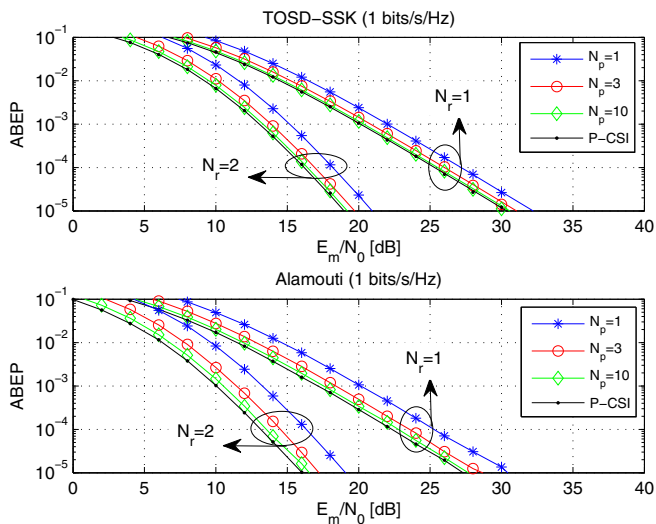 TOSD−SSK (1 bits/s/Hz)
ABEP
10^-1
10^-2
10^-3
10^-4
10^-5
N_p=1
N_p=3
N_p=10
P−CSI
N_r=1
N_r=2
0 5 10 15 20 25 30 35 40
E_m/N_0 [dB]
Alamouti (1 bits/s/Hz)
ABEP
10^-1
10^-2
10^-3
10^-4
10^-5
N_p=1
N_p=3
N_p=10
P−CSI
N_r=1
N_r=2
0 5 10 15 20 25 30 35 40
E_m/N_0 [dB]